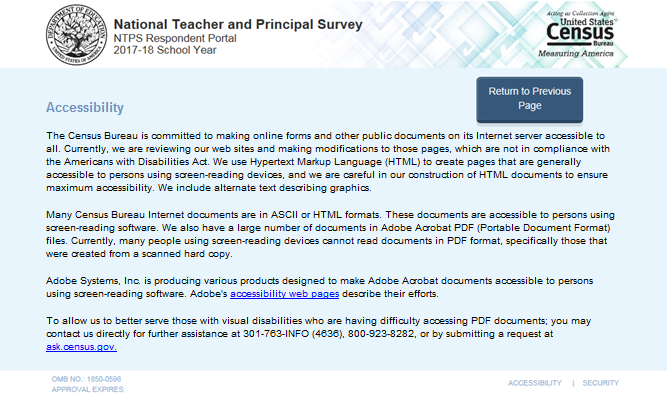 DEPARTMENT OF EDUCATION
UNITED STATES OF AMERICA
National Teacher and Principal Survey
NTPS Respondent Portal
2017-18 School Year
Acting as Collection Agent
United States®
Census
Bureau
Measuring America
Return to Previous
Page
Accessibility
The Census Bureau is committed to making online forms and other public documents on its Internet server accessible to
all. Currently, we are reviewing our web sites and making modifications to those pages, which are not in compliance with
the Americans with Disabilities Act. We use Hypertext Markup Language (HTML) to create pages that are generally
accessible to persons using screen-reading devices, and we are careful in our construction of HTML documents to ensure
maximum accessibility. We include alternate text describing graphics.
Many Census Bureau Internet documents are in ASCII or HTML formats. These documents are accessible to persons using
screen-reading software. We also have a large number of documents in Adobe Acrobat PDF (Portable Document Format)
files. Currently, many people using screen-reading devices cannot read documents in PDF format, specifically those that
were created from a scanned hard copy.
Adobe Systems, Inc. is producing various products designed to make Adobe Acrobat documents accessible to persons
using screen-reading software. Adobe's accessibility web pages describe their efforts.
To allow us to better serve those with visual disabilities who are having difficulty accessing PDF documents; you may
contact us directly for further assistance at 301-763-INFO (4636), 800-923-8282, or by submitting a request at
ask.census.gov.
OMB NO.: 1850-0598
APPROVAL EXPIRES:
ACCESSIBILITY | SECURITY